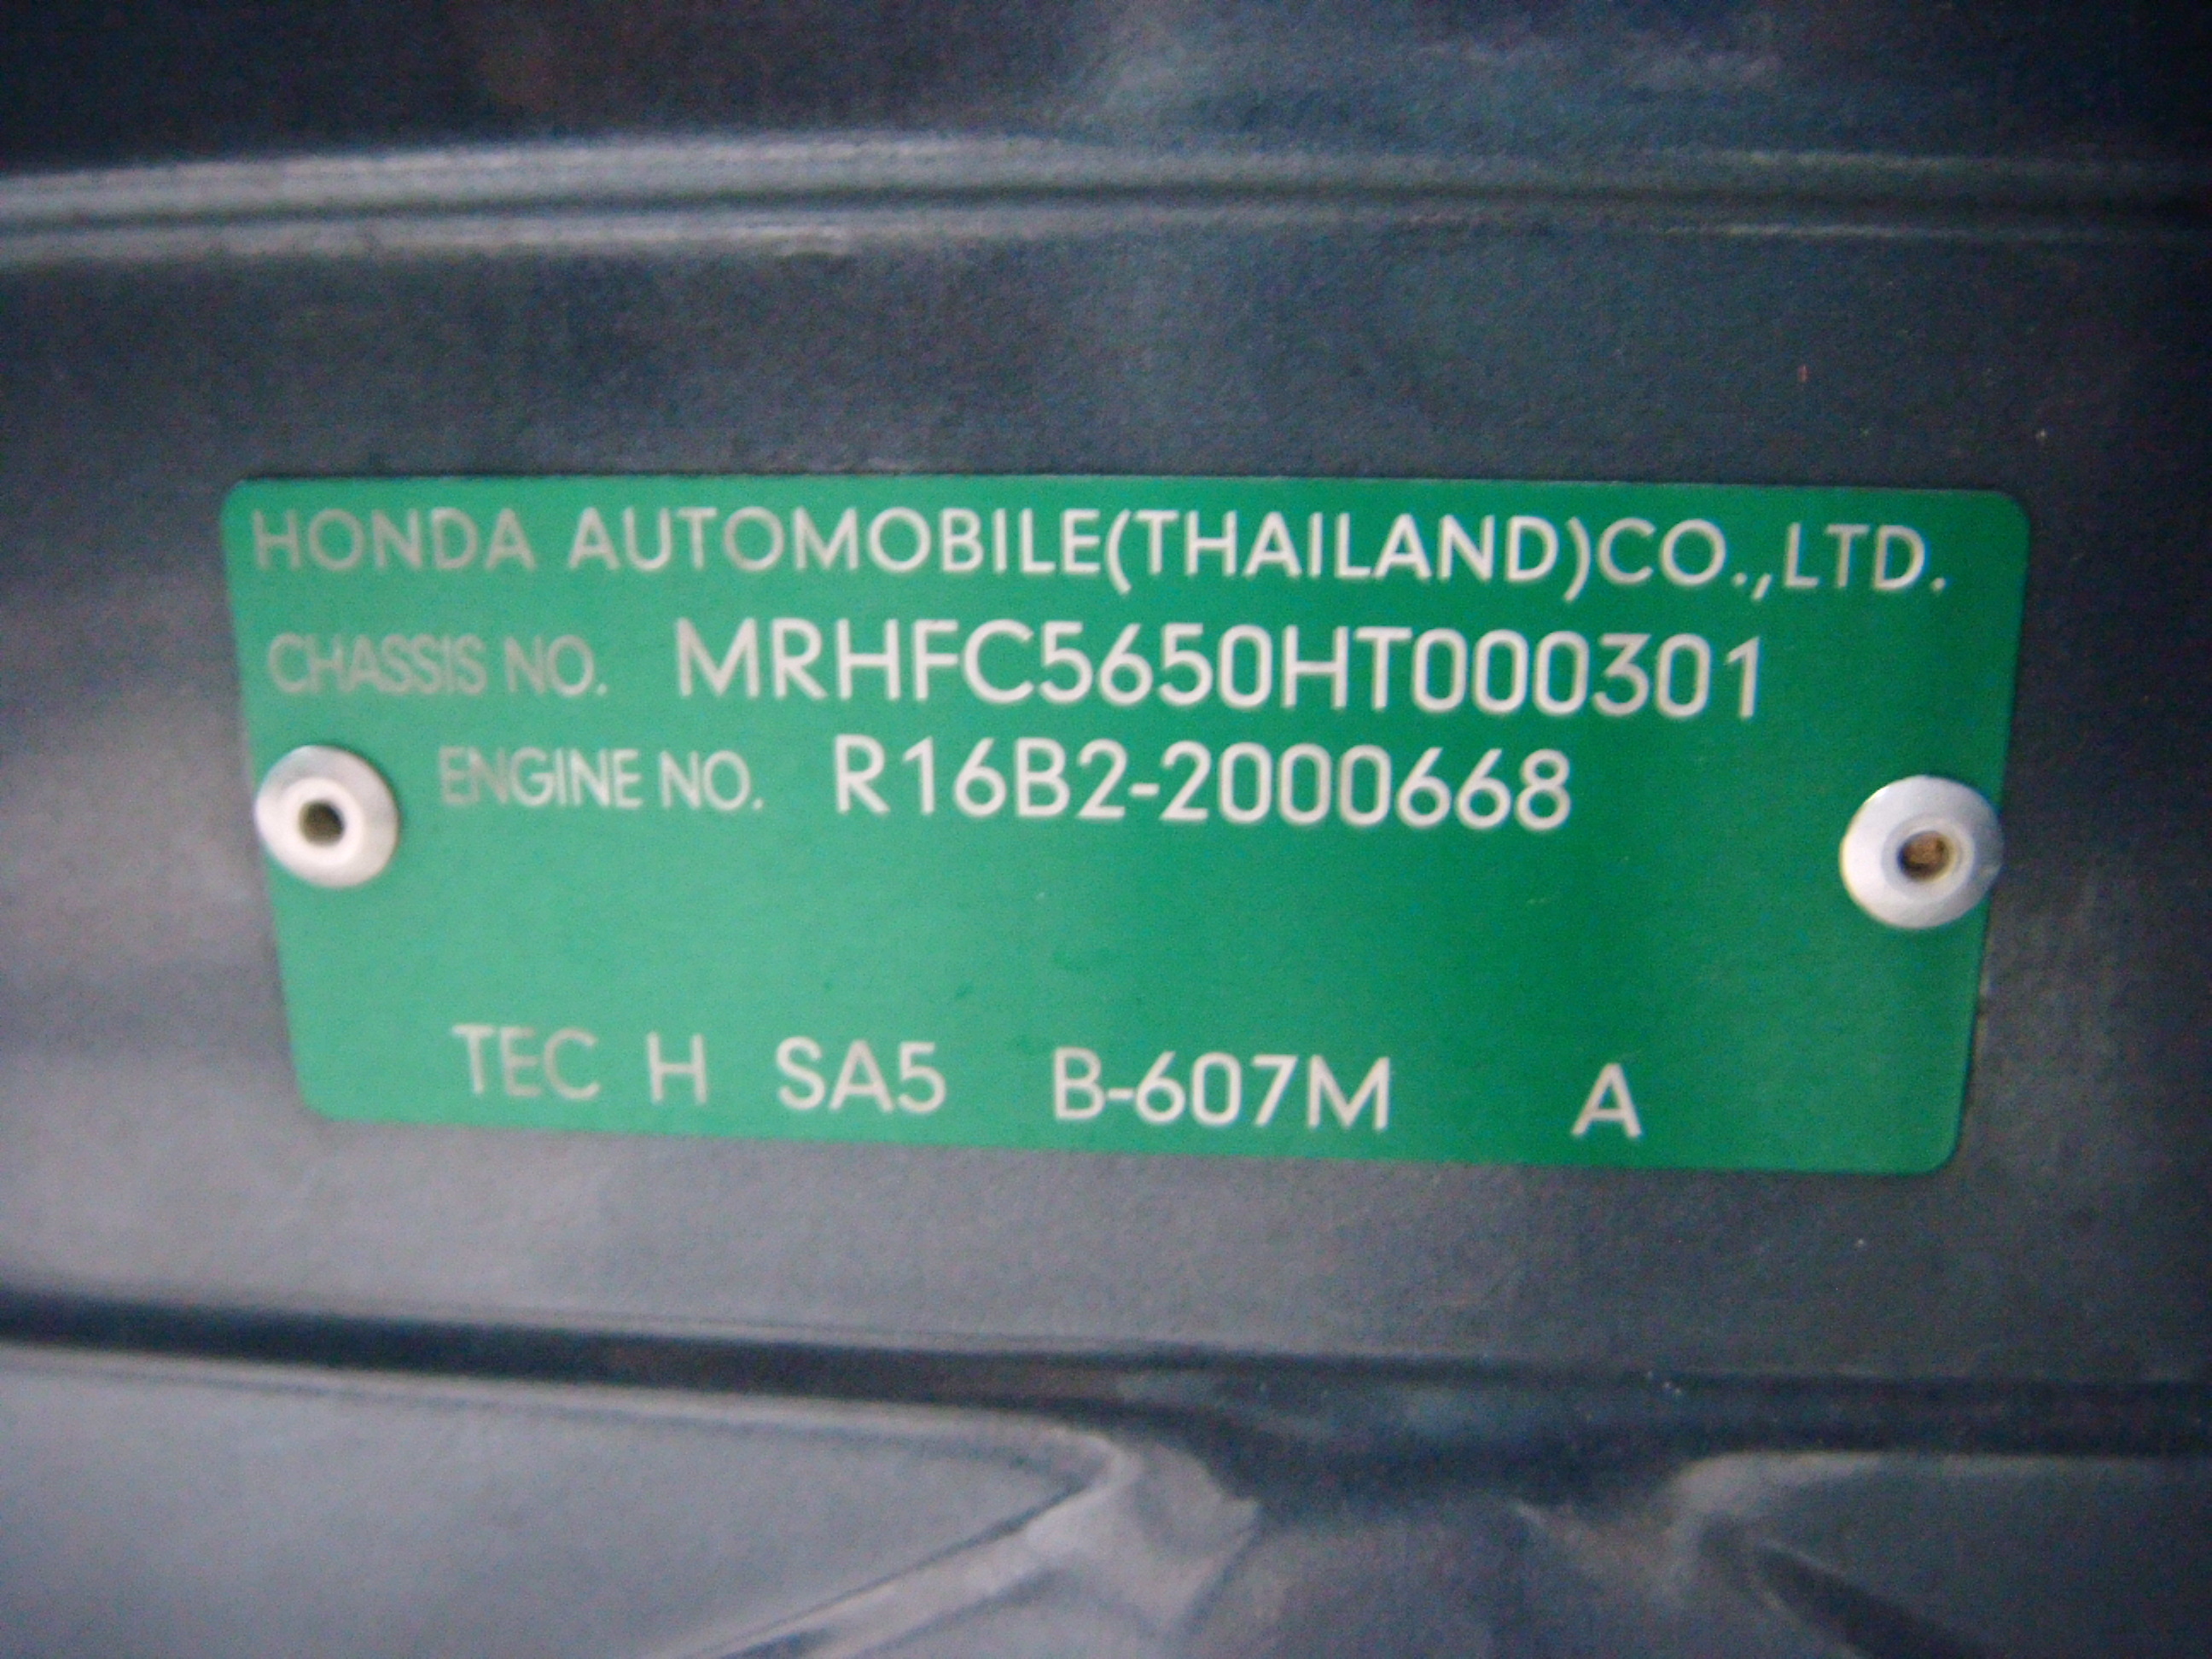 HONDA AUTOMOBILE(THAILAND)CO.,LTD.
CHASSIS NO. MRHFC5650HT000301
ENGINE NO. R16B2-2000668
TEC H SA5 B-607M A